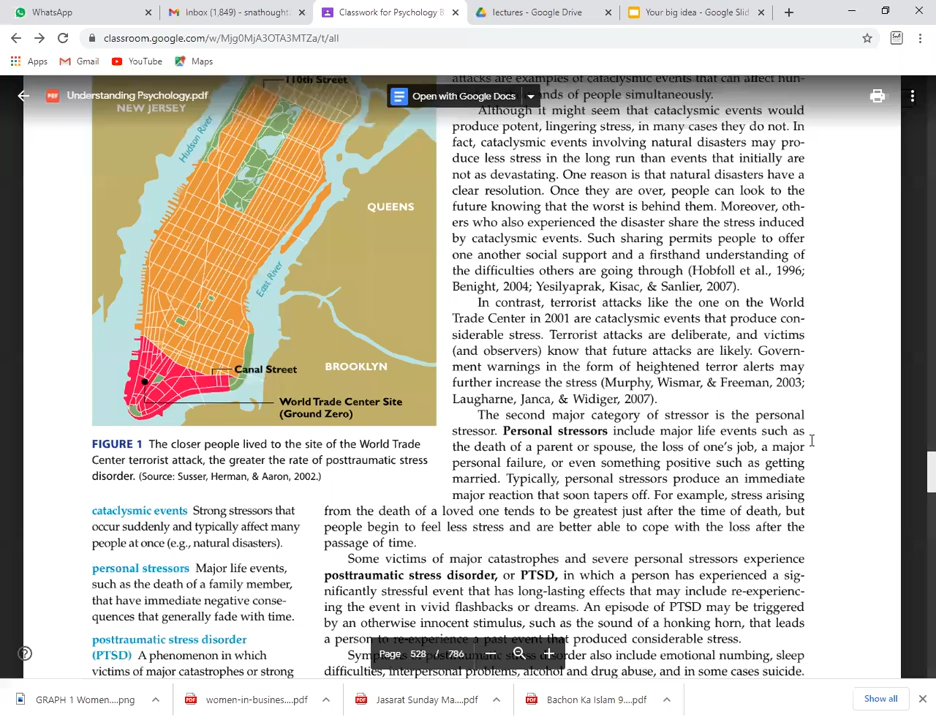 WhatsApp
Inbox (1,849) - snathought
Classwork for Psychology B
lectures - Google Drive
Your big idea - Google Slid
classroom.google.com/w/Mjg0MjA3OTA3MTZa/t/all
Apps
Gmail
YouTube
Maps
Understanding Psychology.pdf
Open with Google Docs
110th Street
NEW JERSEY
Hudson River
QUEENS
East River
Canal Street
BROOKLYN
World Trade Center Site
(Ground Zero)
FIGURE 1 The closer people lived to the site of the World Trade
Center terrorist attack, the greater the rate of posttraumatic stress
disorder. (Source: Susser, Herman, & Aaron, 2002.)
cataclysmic events Strong stressors that
occur suddenly and typically affect many
people at once (e.g., natural disasters).
personal stressors Major life events,
such as the death of a family member,
that have immediate negative conse-
quences that generally fade with time.
posttraumatic stress disorder
(PTSD) A phenomenon in which
victims of major catastrophes or strong
attacks are examples of cataclysmic events that can affect hun-
ands of people simultaneously.
Although it might seem that cataclysmic events would
produce potent, lingering stress, in many cases they do not. In
fact, cataclysmic events involving natural disasters may pro-
duce less stress in the long run than events that initially are
not as devastating. One reason is that natural disasters have a
clear resolution. Once they are over, people can look to the
future knowing that the worst is behind them. Moreover, oth-
ers who also experienced the disaster share the stress induced
by cataclysmic events. Such sharing permits people to offer
one another social support and a firsthand understanding of
the difficulties others are going through (Hobfoll et al., 1996;
Benight, 2004; Yesilyaprak, Kisac, & Sanlier, 2007).
In contrast, terrorist attacks like the one on the World
Trade Center in 2001 are cataclysmic events that produce con-
siderable stress. Terrorist attacks are deliberate, and victims
(and observers) know that future attacks are likely. Govern-
ment warnings in the form of heightened terror alerts may
further increase the stress (Murphy, Wismar, & Freeman, 2003;
Laugharne, Janca, & Widiger, 2007).
The second major category of stressor is the personal
stressor. Personal stressors include major life events such as
the death of a parent or spouse, the loss of one's job, a major
personal failure, or even something positive such as getting
married. Typically, personal stressors produce an immediate
major reaction that soon tapers off. For example, stress arising
from the death of a loved one tends to be greatest just after the time of death, but
people begin to feel less stress and are better able to cope with the loss after the
passage of time.
Some victims of major catastrophes and severe personal stressors experience
posttraumatic stress disorder, or PTSD, in which a person has experienced a sig-
nificantly stressful event that has long-lasting effects that may include re-experienc-
ing the event in vivid flashbacks or dreams. An episode of PTSD may be triggered
by an otherwise innocent stimulus, such as the sound of a honking horn, that leads
a person to re-experience a past event that produced considerable stress.
Symp disorder also include emotional numbing, sleep
difficulties, interpersonal problems, alcohol and drug abuse, and in some cases suicide.
Page 528 / 786
GRAPH 1 Women....png
women-in-busines....pdf
Jasarat Sunday Ma....pdf
Bachon Ka Islam 9....pdf
Show all